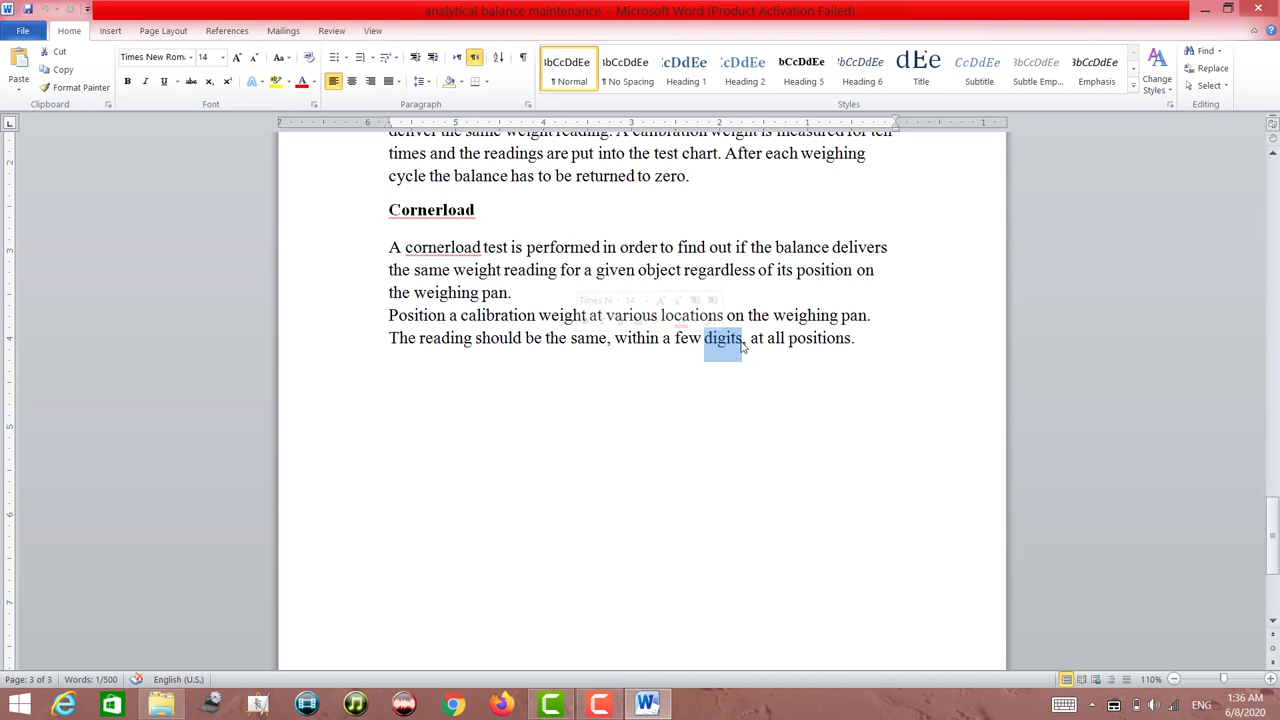 analytical balance maintenance - Microsoft Word (Product Activation Failed)
File Home Insert Page Layout References Mailings Review View
Paste
Cut
Copy
Format Painter
Times New Rom 14
AaBbCcDdEe
¶ Normal
¶ No Spacing
Heading 1
Heading 2
Heading 5
Heading 6
Title
Subtitle
Subtle Emp...
Emphasis
Change
Styles
Find
Replace
Select
Clipboard Font Paragraph Styles Editing
deliver the same weight reading. A calibration weight is measured for ten
times and the readings are put into the test chart. After each weighing
cycle the balance has to be returned to zero.
Cornerload
A cornerload test is performed in order to find out if the balance delivers
the same weight reading for a given object regardless of its position on
the weighing pan.
Position a calibration weight at various locations on the weighing pan.
The reading should be the same, within a few digits, at all positions.
Page: 3 of 3 Words: 1/500 English (U.S.) 110%
ENG
1:36 AM
6/8/2020